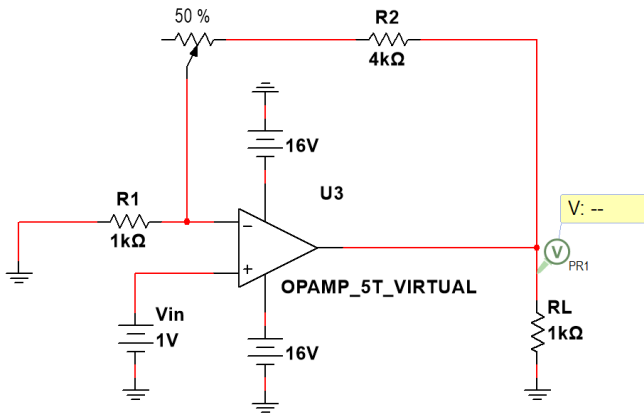 50 %
R2
4kΩ
16V
U3
R1
1kΩ
V: --
V
PR1
OPAMP_5T_VIRTUAL
Vin
1V
16V
RL
1kΩ